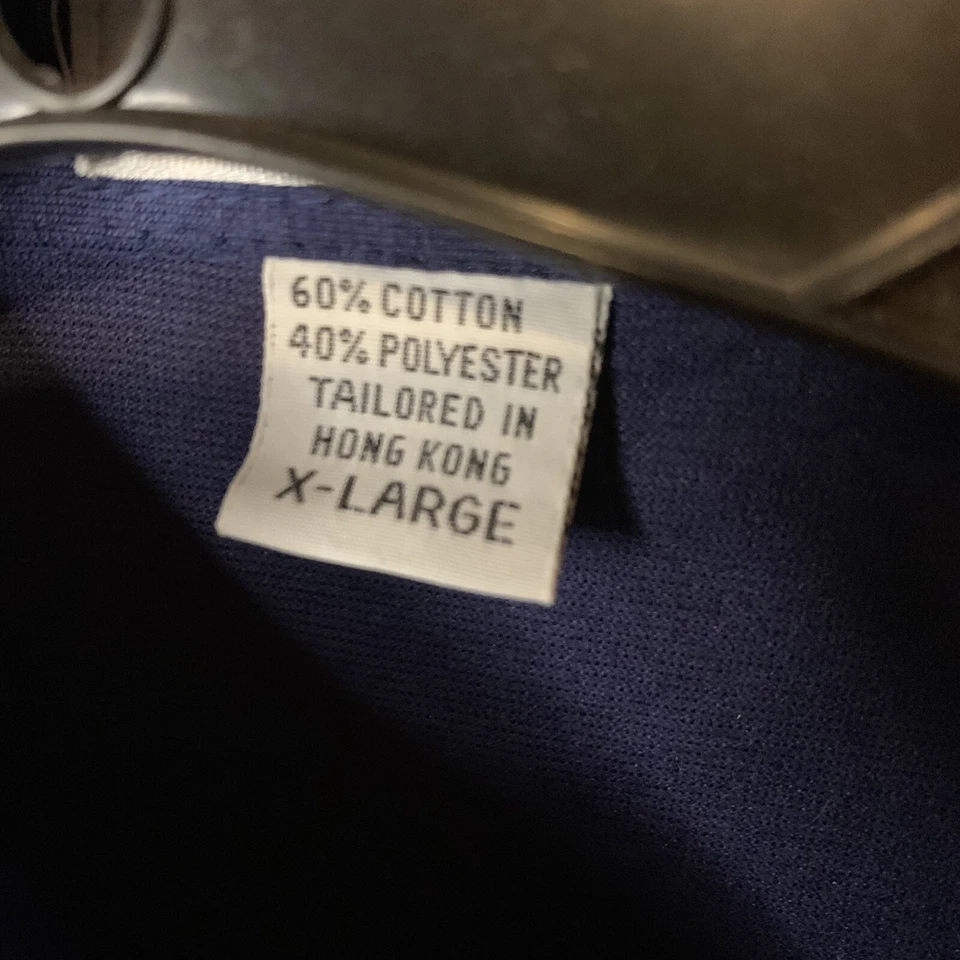 60% COTTON
40% POLYESTER
TAILORED IN
HONG KONG
X-LARGE